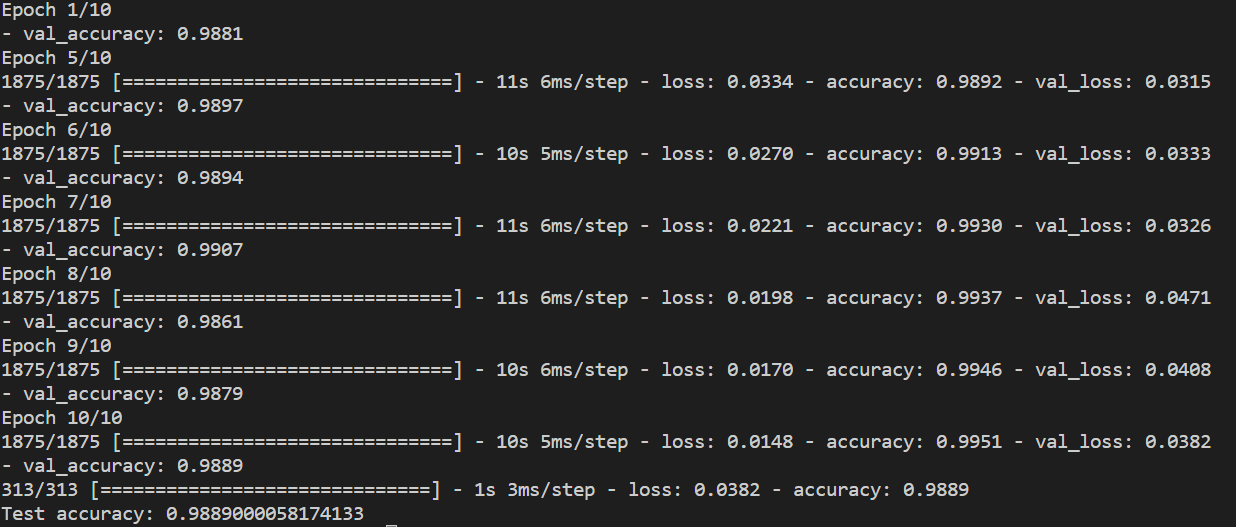 Epoch 1/10
- val_accuracy: 0.9881
Epoch 5/10
1875/1875 [==============================] - 11s 6ms/step - loss: 0.0334 - accuracy: 0.9892 - val_loss: 0.0315
- val_accuracy: 0.9897
Epoch 6/10
1875/1875 [==============================] - 10s 5ms/step - loss: 0.0270 - accuracy: 0.9913 - val_loss: 0.0333
- val_accuracy: 0.9894
Epoch 7/10
1875/1875 [==============================] - 11s 6ms/step - loss: 0.0221 - accuracy: 0.9930 - val_loss: 0.0326
- val_accuracy: 0.9907
Epoch 8/10
1875/1875 [==============================] - 11s 6ms/step - loss: 0.0198 - accuracy: 0.9937 - val_loss: 0.0471
- val_accuracy: 0.9861
Epoch 9/10
1875/1875 [==============================] - 10s 6ms/step - loss: 0.0170 - accuracy: 0.9946 - val_loss: 0.0408
- val_accuracy: 0.9879
Epoch 10/10
1875/1875 [==============================] - 10s 5ms/step - loss: 0.0148 - accuracy: 0.9951 - val_loss: 0.0382
- val_accuracy: 0.9889
313/313 [==============================] - 1s 3ms/step - loss: 0.0382 - accuracy: 0.9889
Test accuracy: 0.9889000058174133